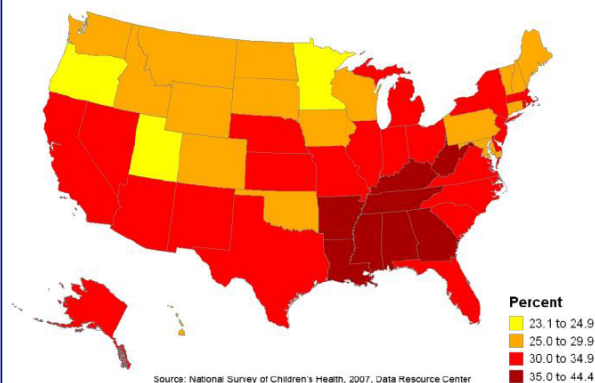 Percent
23.1 to 24.9
25.0 to 29.9
30.0 to 34.9
35.0 to 44.4
Source: National Survey of Children's Health, 2007, Data Resource Center